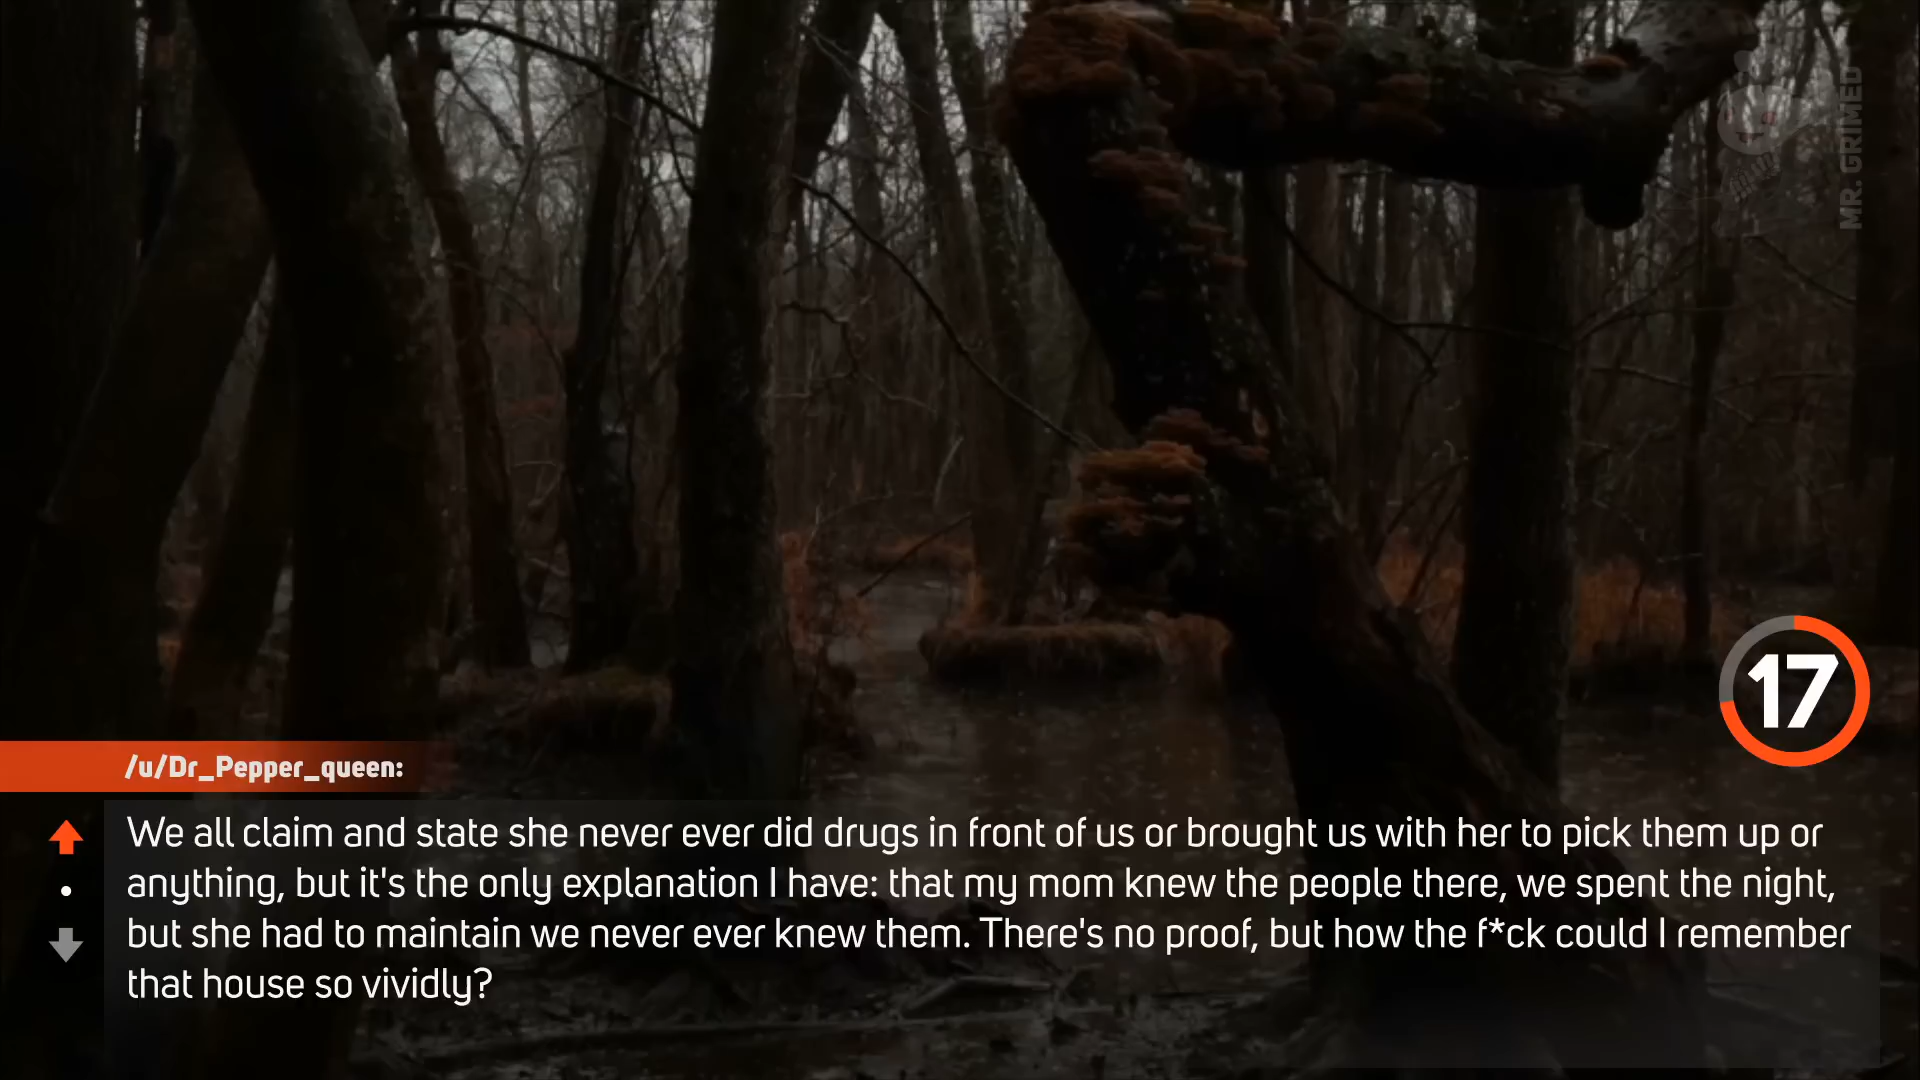 MR. GRIMED
17
/u/Dr_Pepper_queen:
We all claim and state she never ever did drugs in front of us or brought us with her to pick them up or
anything, but it's the only explanation I have: that my mom knew the people there, we spent the night,
but she had to maintain we never ever knew them. There's no proof, but how the f*ck could I remember
that house so vividly?